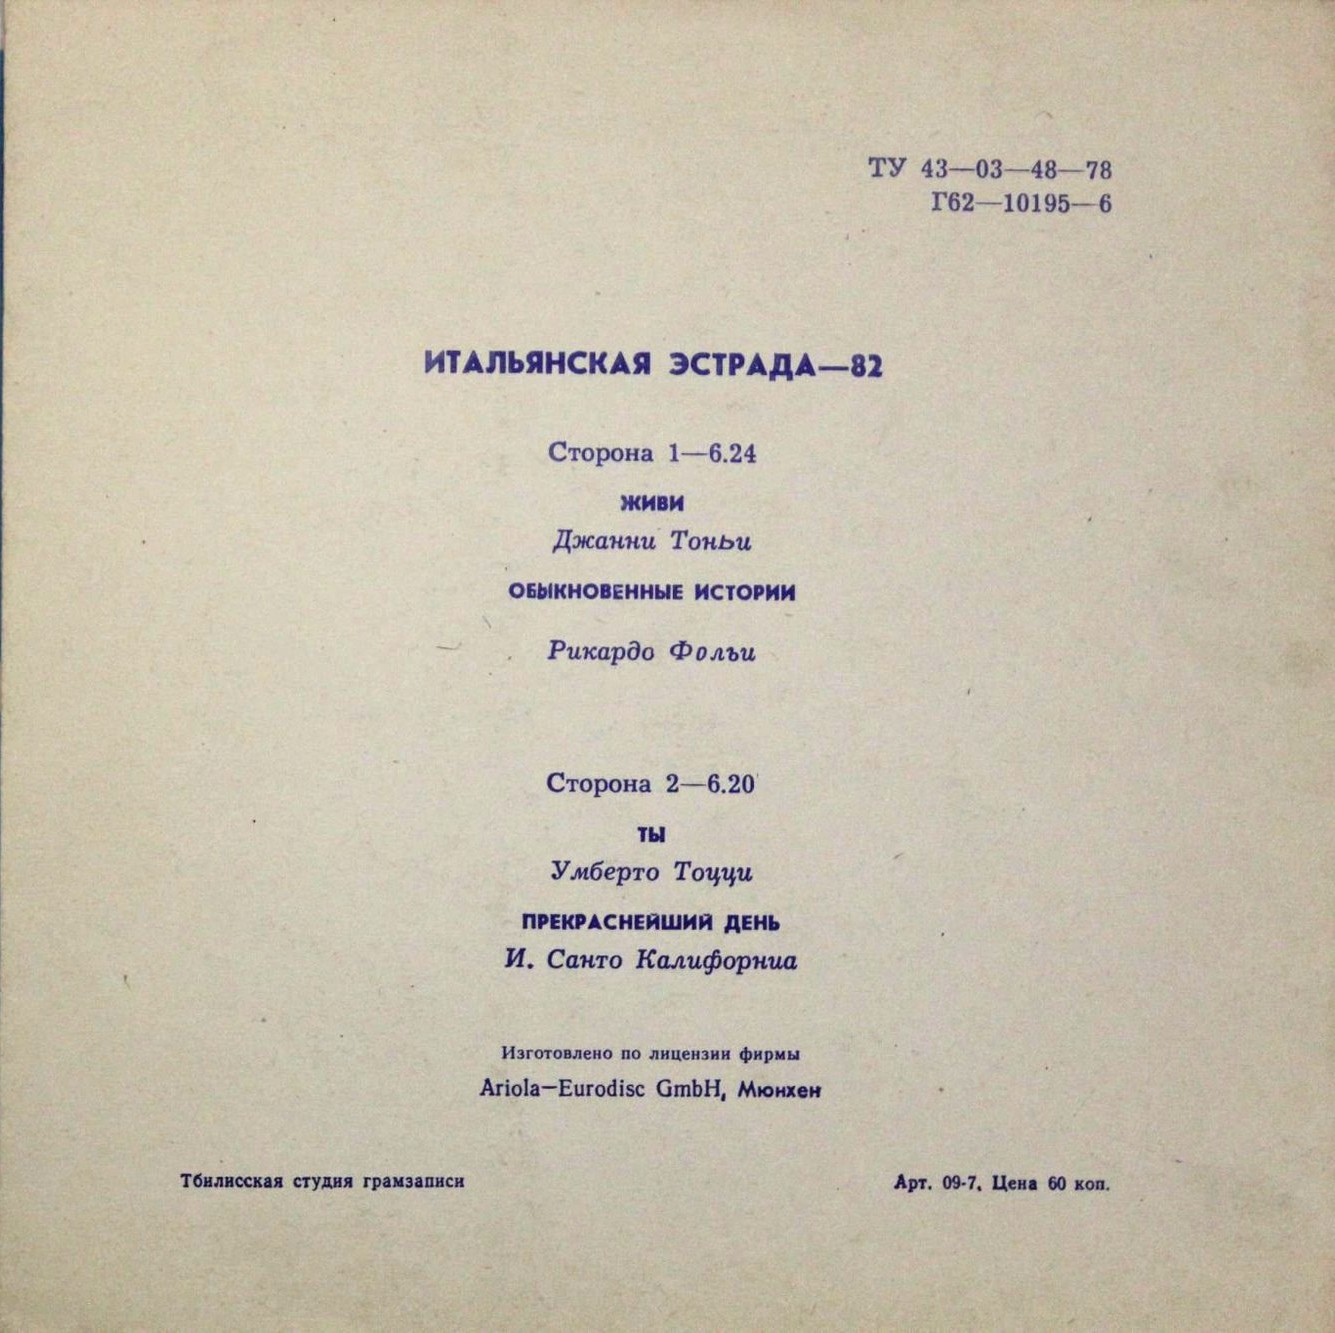 ТУ 43—03—48—78
Г62—10195—6
ИТАЛЬЯНСКАЯ ЭСТРАДА—82
Сторона 1—6.24
ЖИВИ
Джанни Тоньи
ОБЫКНОВЕННЫЕ ИСТОРИИ
Рикардо Фолъи
Сторона 2—6.20
ТЫ
Умберто Тоцци
ПРЕКРАСНЕЙШИЙ ДЕНЬ
И. Санто Калифорниа
Изготовлено по лицензии фирмы
Ariola—Eurodisc GmbH, Мюнхен
Тбилисская студия грамзаписи
Арт. 09-7. Цена 60 коп.